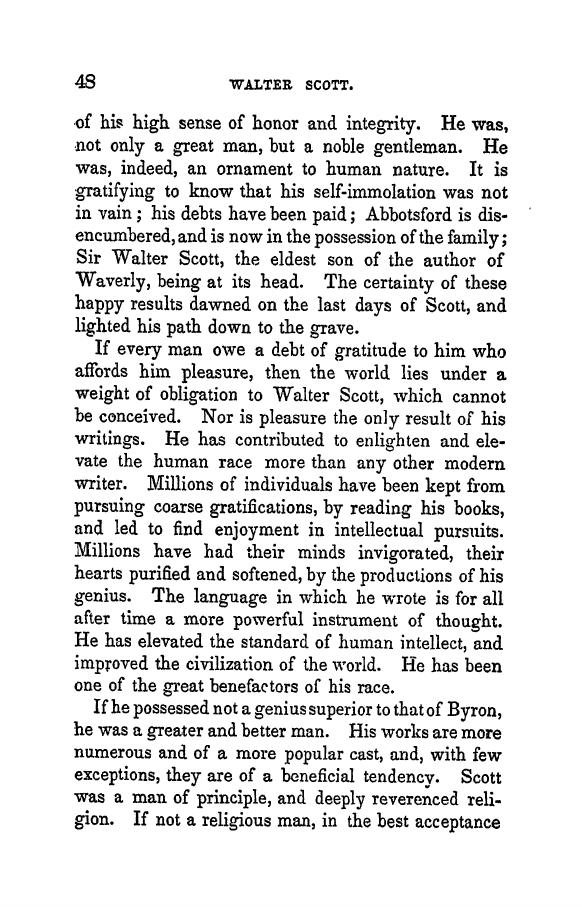 48 WALTER SCOTT.
of his high sense of honor and integrity. He was,
not only a great man, but a noble gentleman. He
was, indeed, an ornament to human nature. It is
gratifying to know that his self-immolation was not
in vain; his debts have been paid; Abbotsford is dis-
encumbered, and is now in the possession of the family;
Sir Walter Scott, the eldest son of the author of
Waverly, being at its head. The certainty of these
happy results dawned on the last days of Scott, and
lighted his path down to the grave.
If every man owe a debt of gratitude to him who
affords him pleasure, then the world lies under a
weight of obligation to Walter Scott, which cannot
be conceived. Nor is pleasure the only result of his
writings. He has contributed to enlighten and ele-
vate the human race more than any other modern
writer. Millions of individuals have been kept from
pursuing coarse gratifications, by reading his books,
and led to find enjoyment in intellectual pursuits.
Millions have had their minds invigorated, their
hearts purified and softened, by the productions of his
genius. The language in which he wrote is for all
after time a more powerful instrument of thought.
He has elevated the standard of human intellect, and
improved the civilization of the world. He has been
one of the great benefactors of his race.
If he possessed not a genius superior to that of Byron,
he was a greater and better man. His works are more
numerous and of a more popular cast, and, with few
exceptions, they are of a beneficial tendency. Scott
was a man of principle, and deeply reverenced reli-
gion. If not a religious man, in the best acceptance